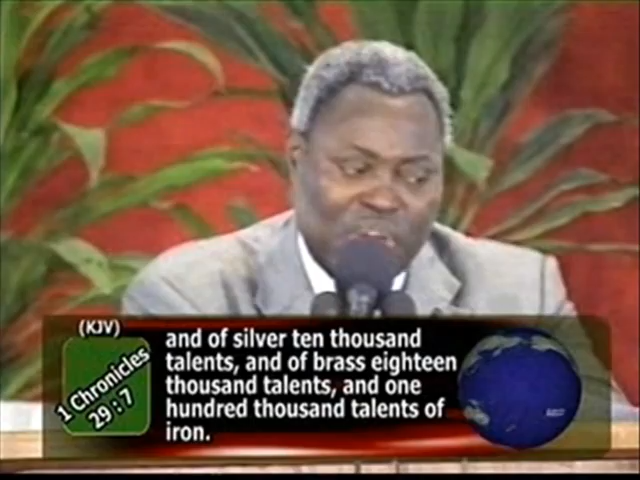 (KJV)
1 Chronicles
29 : 7
and of silver ten thousand
talents, and of brass eighteen
thousand talents, and one
hundred thousand talents of
iron.